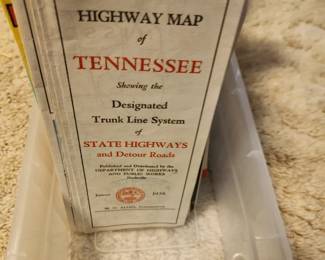 HIGHWAY MAP
of
TENNESSEE
Showing the
Designated
Trunk Line System
of
STATE HIGHWAYS
and Detour Roads
Published and Distributed by the
DEPARTMENT OF HIGHWAYS
AND PUBLIC WORKS
Nashville